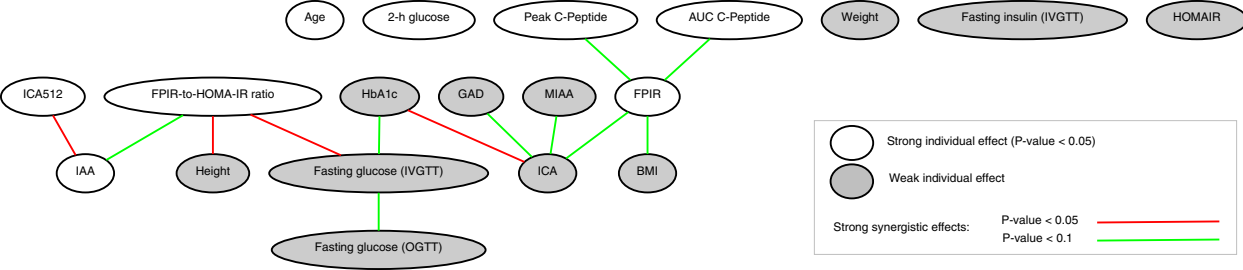 Age
2-h glucose
Peak C-Peptide
AUC C-Peptide
Weight
Fasting insulin (IVGTT)
HOMAIR
ICA512
FPIR-to-HOMA-IR ratio
HbA1c
GAD
MIAA
FPIR
IAA
Height
Fasting glucose (IVGTT)
ICA
BMI
Fasting glucose (OGTT)
Strong individual effect (P-value < 0.05)
Weak individual effect
Strong synergistic effects:
P-value < 0.05
P-value < 0.1